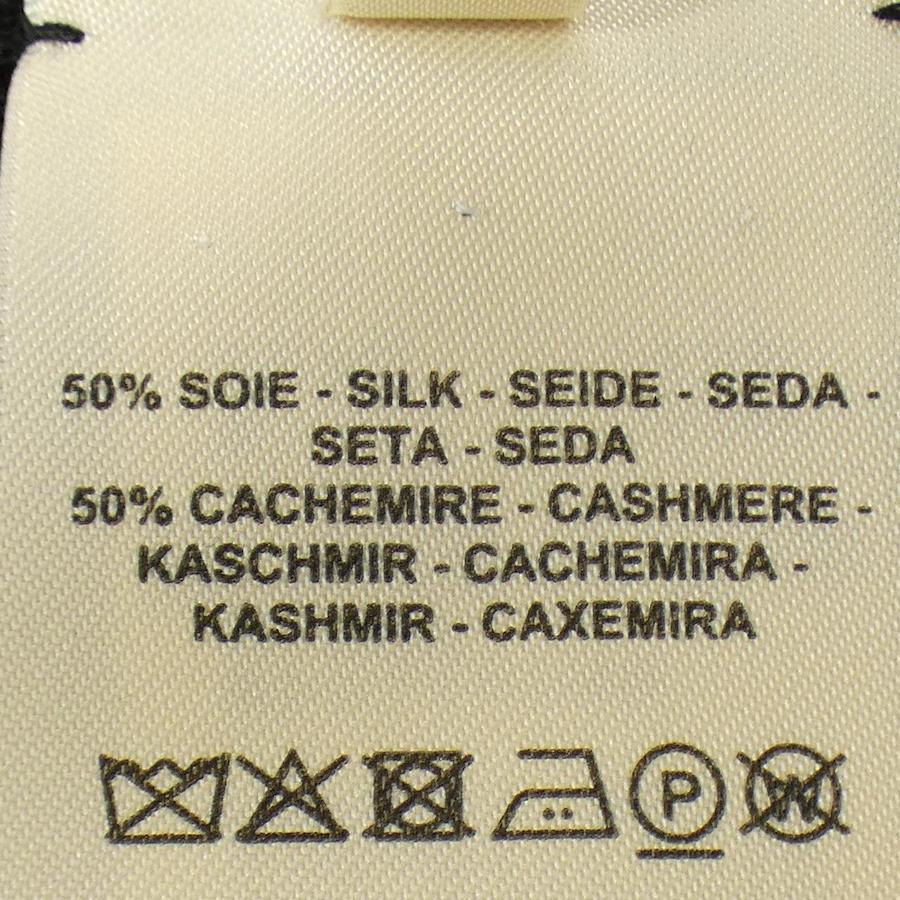 50% SOIE - SILK - SEIDE - SEDA -
SETA - SEDA
50% CACHEMIRE - CASHMERE -
KASCHMIR - CACHEMIRA -
KASHMIR - CAXEMIRA
P W